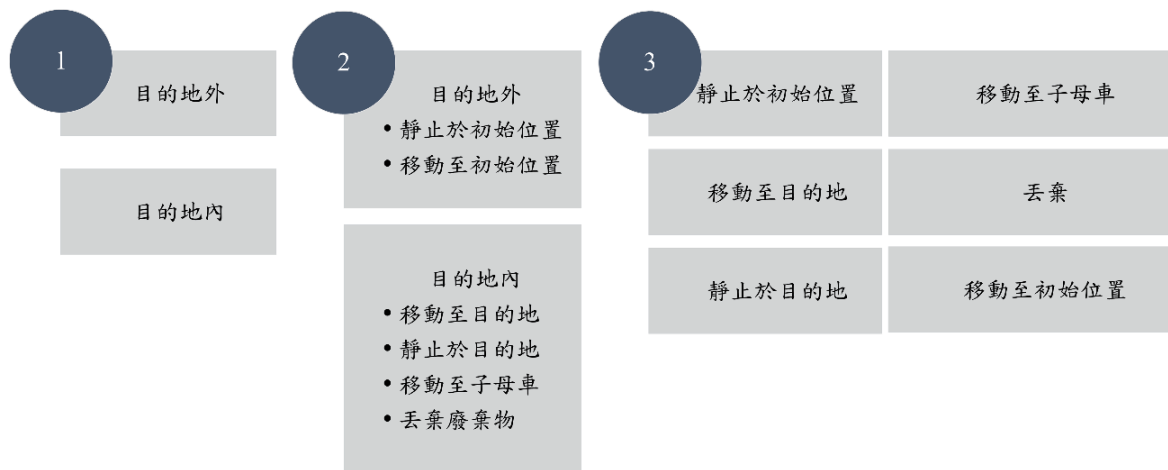 1
目的地外
目的地內
2
目的地外
• 靜止於初始位置
• 移動至初始位置
目的地內
• 移動至目的地
• 靜止於目的地
• 移動至子母車
• 丟棄廢棄物
3
靜止於初始位置
移動至子母車
移動至目的地
丟棄
靜止於目的地
移動至初始位置